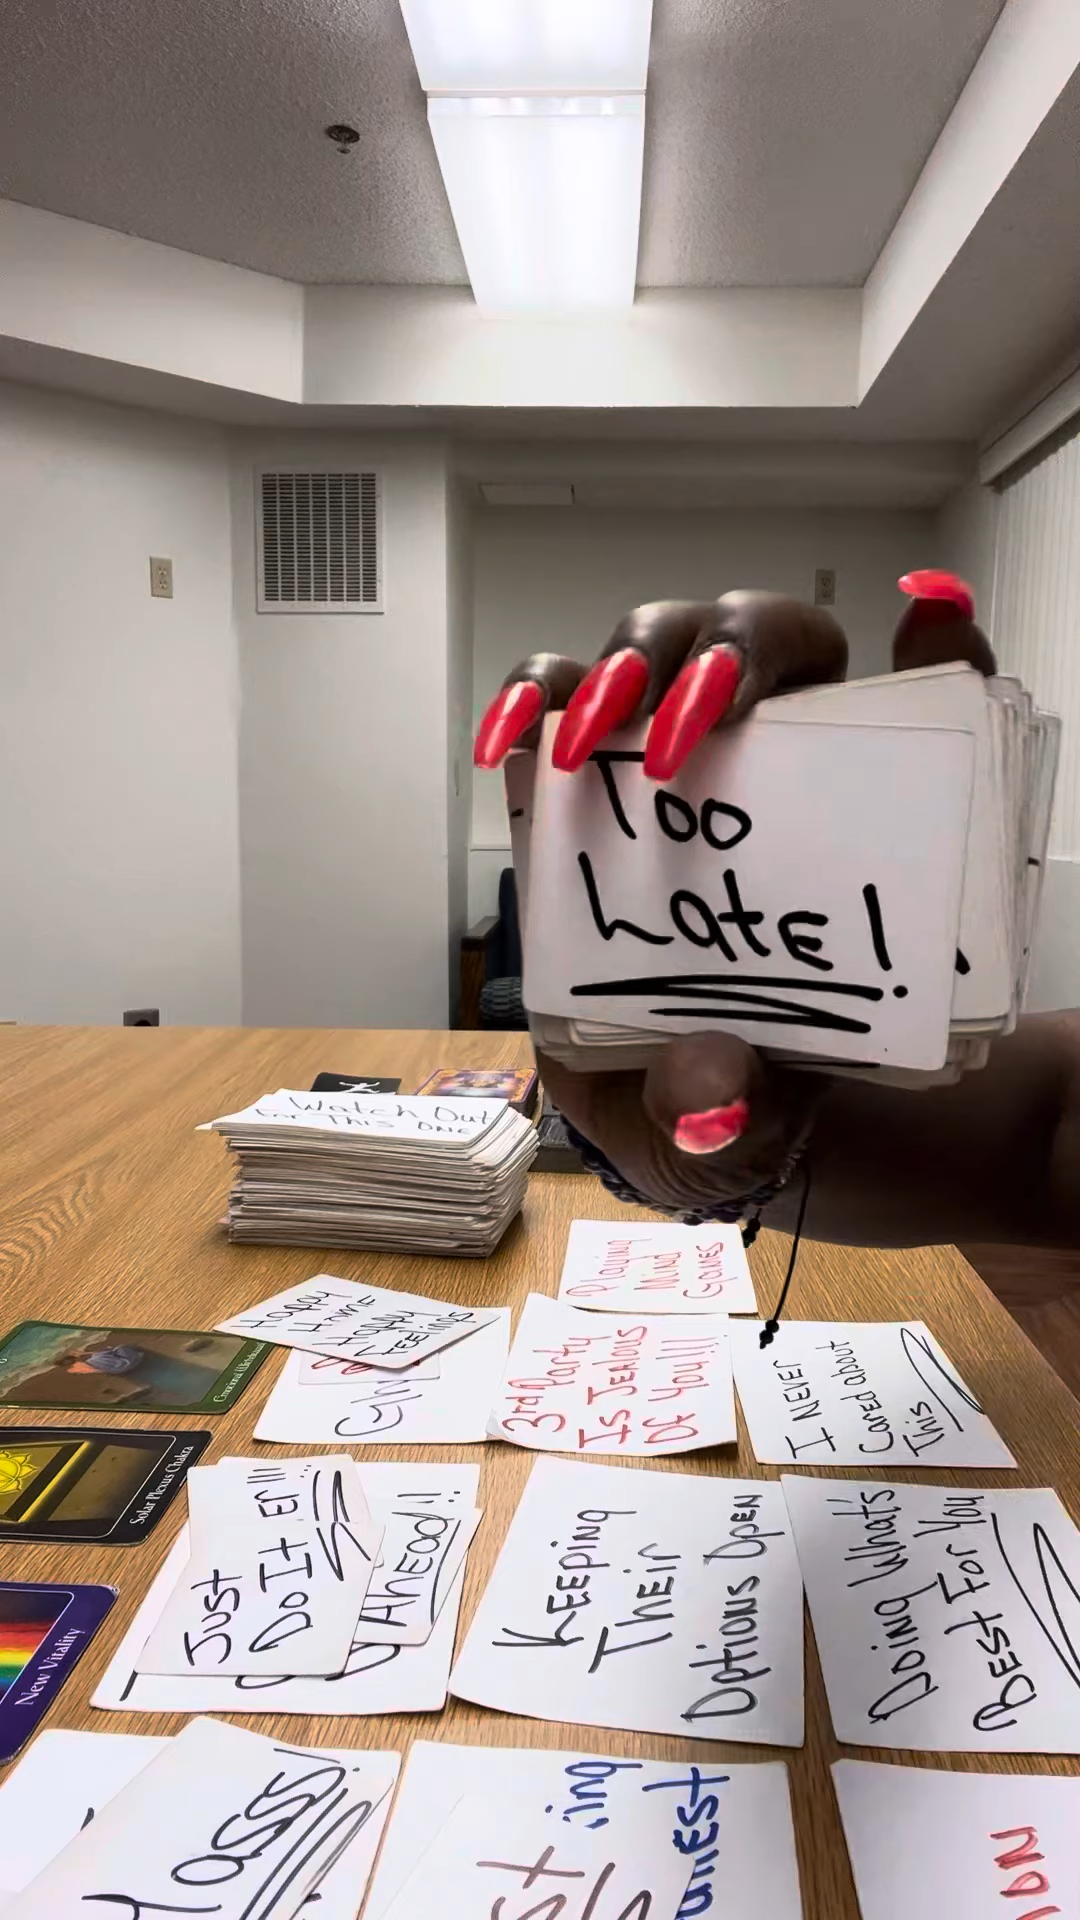 Too
Late!
Watch Out
For This One
Playing
Mind
Games
Happy
Home
Happy
Feelings
3rd Party
Is Jealous
Of You!!!
I Never
Cared about
This
Emotional
Solar Plexus Chakra
New Vitality
Just
Do It
Ahead!!
Keeping
Their
Options Open
Doing What's
Best For You
ing